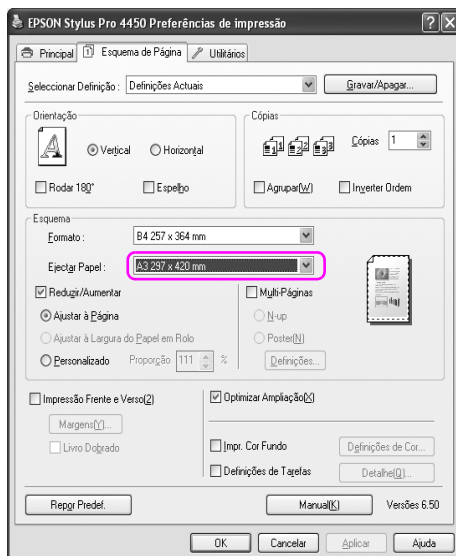 EPSON Stylus Pro 4450 Preferências de impressão
Principal Esquema de Página Utilitários
Seleccionar Definição : Definições Actuais Gravar/Apagar...
Orientação Cópias
A Vertical Horizontal Cópias 1
Rodar 180° Espelho Agrupar(W) Inverter Ordem
Esquema
Formato : B4 257 x 364 mm
Ejectar Papel : A3 297 x 420 mm
Reduzir/Aumentar Multi-Páginas
Ajustar à Página N-up
Ajustar à Largura do Papel em Rolo Poster(N)
Personalizado Proporção 111 % Definições...
Impressão Frente e Verso(2) Optimizar Ampliação(X)
Margens(Y)...
Livro Dobrado Impr. Cor Fundo Definições de Cor...
Definições de Tarefas Detalhe(Q)...
Repor Predef. Manual(K) Versões 6.50
OK Cancelar Aplicar Ajuda